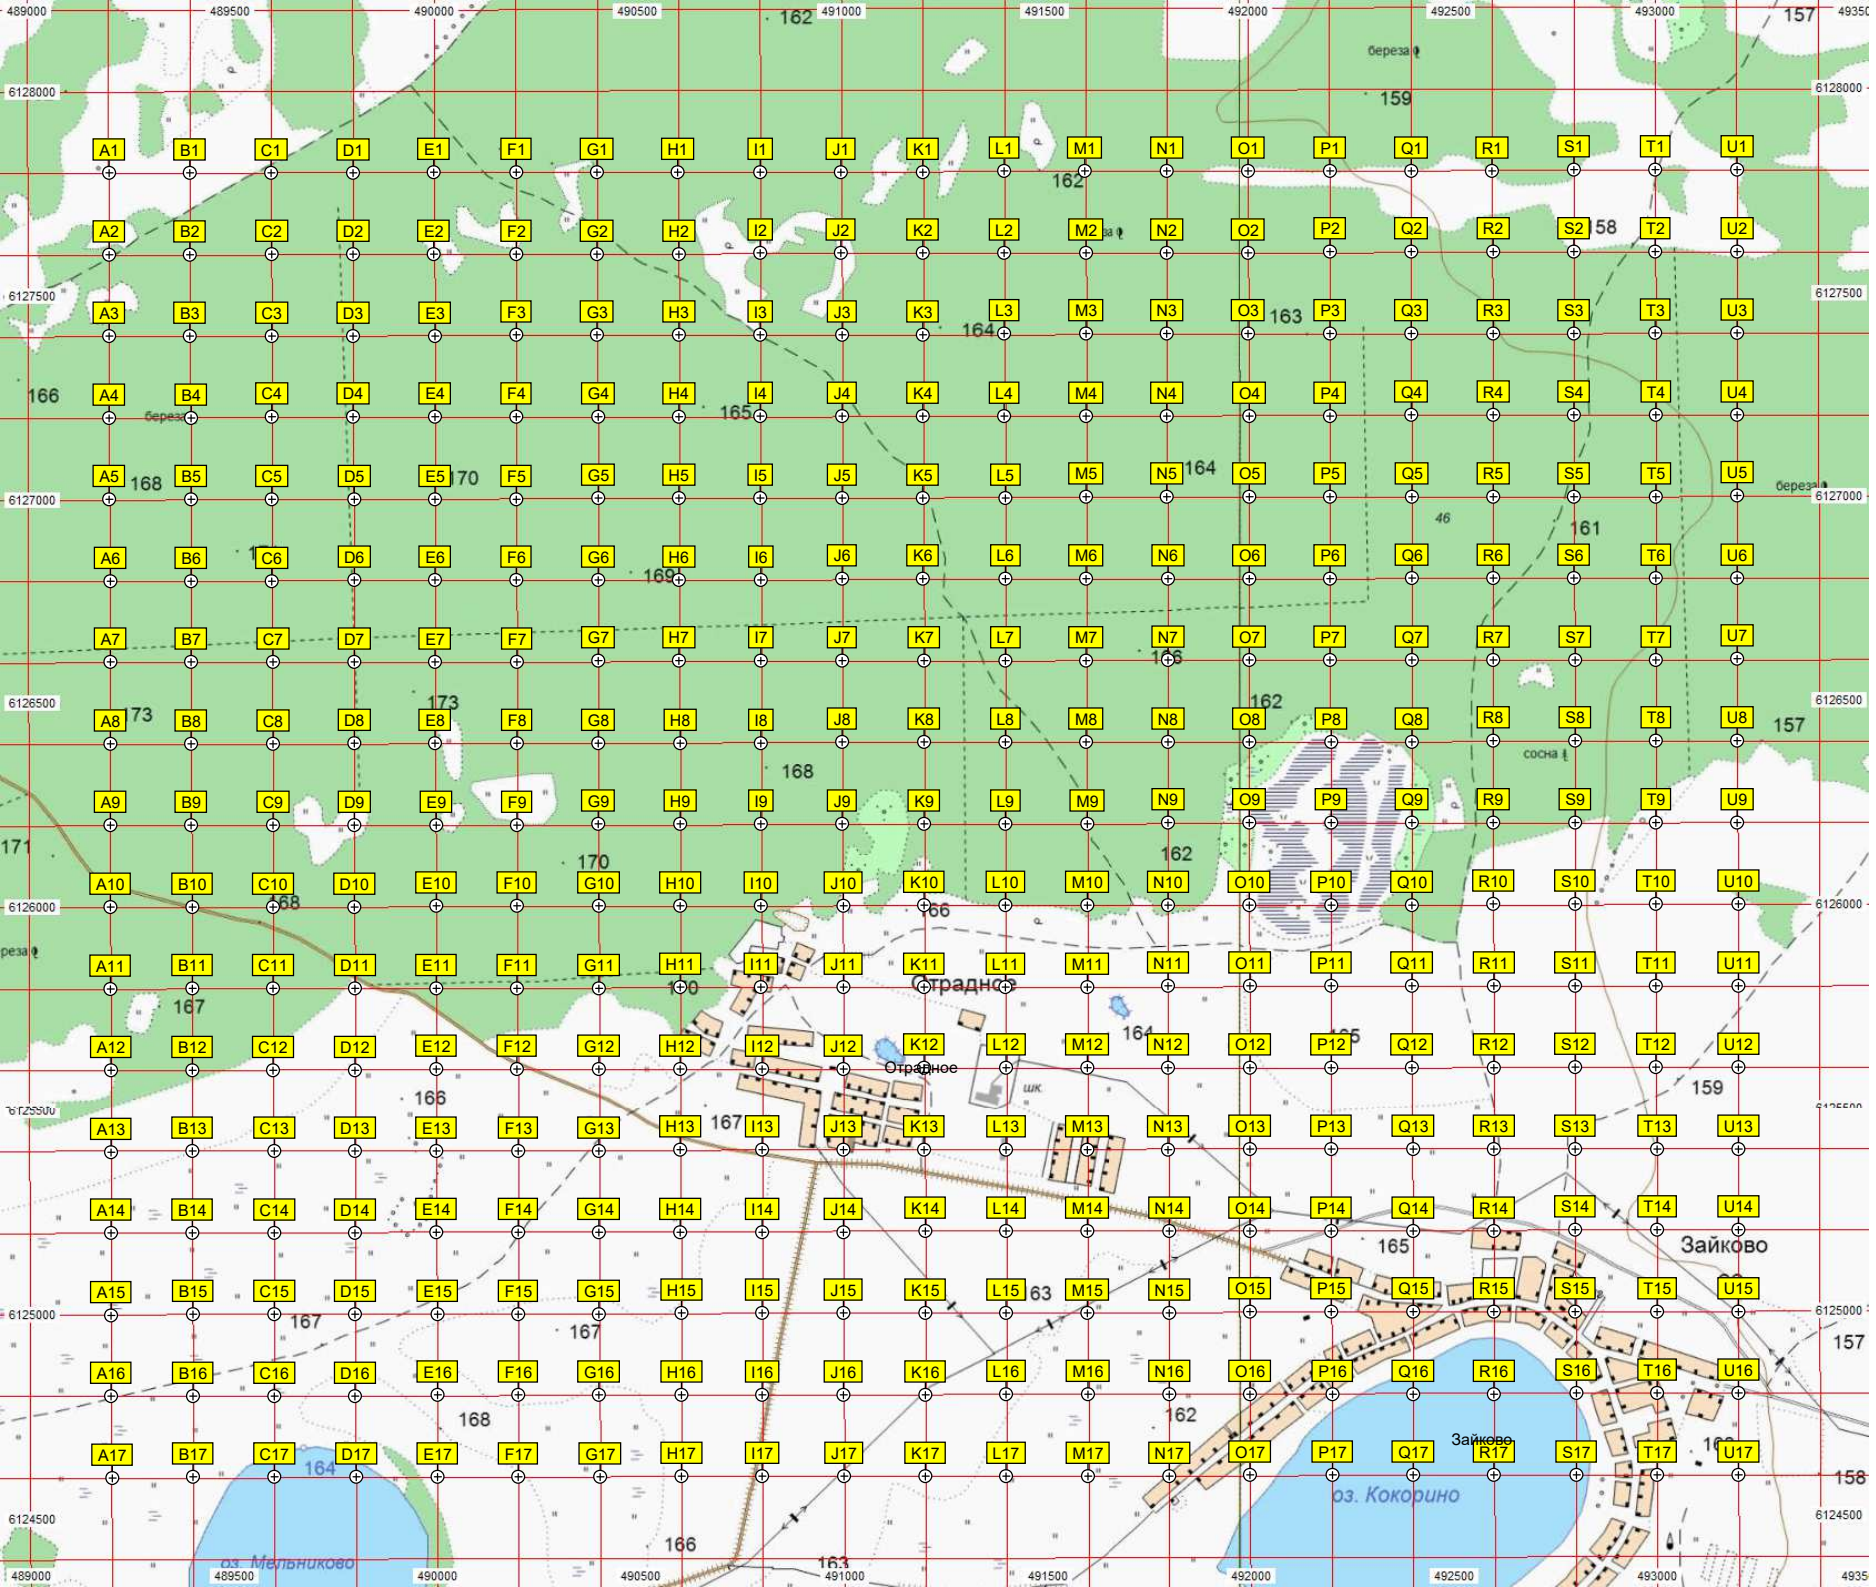 489000 489500 490000 490500 162 491000 491500 492000 492500 493000 157
береза
6128000 159 6128000
A1 B1 C1 D1 E1 F1 G1 H1 I1 J1 K1 L1 M1 N1 O1 P1 Q1 R1 S1 T1 U1
162
A2 B2 C2 D2 E2 F2 G2 H2 I2 J2 K2 L2 M2 N2 O2 P2 Q2 R2 S2 158 T2 U2
6127500 6127500
A3 B3 C3 D3 E3 F3 G3 H3 I3 J3 K3 164 L3 M3 N3 O3 163 P3 Q3 R3 S3 T3 U3
166 A4 береза B4 C4 D4 E4 F4 G4 H4 165 I4 J4 K4 L4 M4 N4 O4 P4 Q4 R4 S4 T4 U4
A5 168 B5 C5 D5 E5 170 F5 G5 H5 I5 J5 K5 L5 M5 N5 164 O5 P5 Q5 R5 S5 T5 U5 береза
6127000 6127000
46 161
A6 B6 C6 D6 E6 F6 G6 169 H6 I6 J6 K6 L6 M6 N6 O6 P6 Q6 R6 S6 T6 U6
A7 B7 C7 D7 E7 F7 G7 H7 I7 J7 K7 L7 M7 N7 O7 P7 Q7 R7 S7 T7 U7
6126500 173 162 6126500
A8 173 B8 C8 D8 E8 F8 G8 H8 I8 J8 K8 L8 M8 N8 O8 P8 Q8 R8 S8 T8 U8 157
168 сосна
A9 B9 C9 D9 E9 F9 G9 H9 I9 J9 K9 L9 M9 N9 O9 P9 Q9 R9 S9 T9 U9
171 170 162
A10 B10 C10 D10 E10 F10 G10 H10 I10 J10 K10 L10 M10 N10 O10 P10 Q10 R10 S10 T10 U10
6126000 6126000
A11 B11 C11 D11 E11 F11 G11 H11 I11 J11 K11 L11 M11 N11 O11 P11 Q11 R11 S11 T11 U11
Отрадное
167 164
A12 B12 C12 D12 E12 F12 G12 H12 I12 J12 K12 L12 M12 N12 O12 P12 Q12 R12 S12 T12 U12
Отрадное
166 шк. 159
167
A13 B13 C13 D13 E13 F13 G13 H13 I13 J13 K13 L13 M13 N13 O13 P13 Q13 R13 S13 T13 U13
A14 B14 C14 D14 E14 F14 G14 H14 I14 J14 K14 L14 M14 N14 O14 P14 Q14 R14 S14 T14 U14
165 Зайково
A15 B15 C15 D15 E15 F15 G15 H15 I15 J15 K15 L15 63 M15 N15 O15 P15 Q15 R15 S15 T15 U15
6125000 167 167 6125000
157
A16 B16 C16 D16 E16 F16 G16 H16 I16 J16 K16 L16 M16 N16 O16 P16 Q16 R16 S16 T16 U16
168 162
Зайково
A17 B17 C17 D17 E17 F17 G17 H17 I17 J17 K17 L17 M17 N17 O17 P17 Q17 R17 S17 T17 U17
164 158
оз. Кокорино
6124500 6124500
166
оз. Мельниково 163
489000 489500 490000 490500 491000 491500 492000 492500 493000